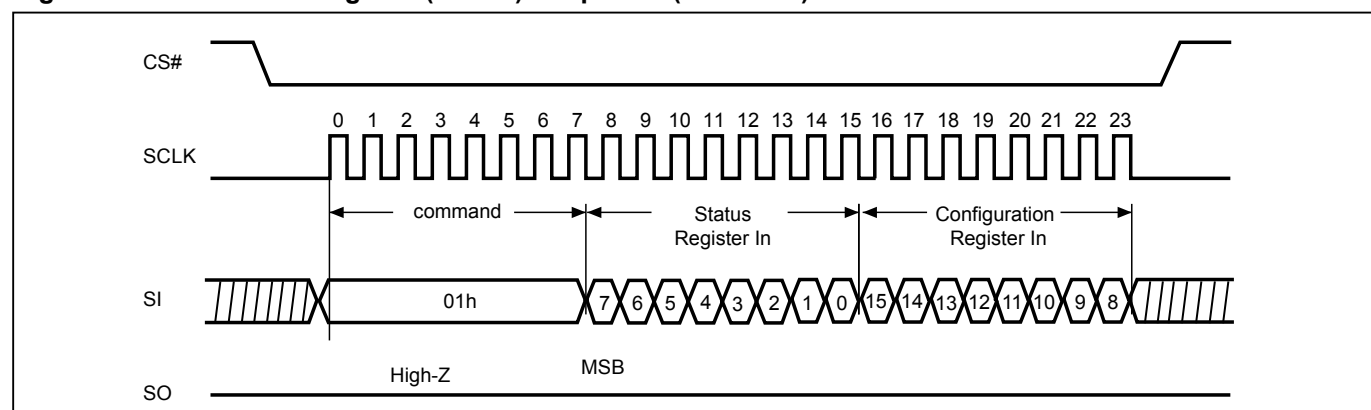 CS#
0 1 2 3 4 5 6 7 8 9 10 11 12 13 14 15 16 17 18 19 20 21 22 23
SCLK
command
Status
Register In
Configuration
Register In
SI
01h
7 6 5 4 3 2 1 0 15 14 13 12 11 10 9 8
High-Z
MSB
SO